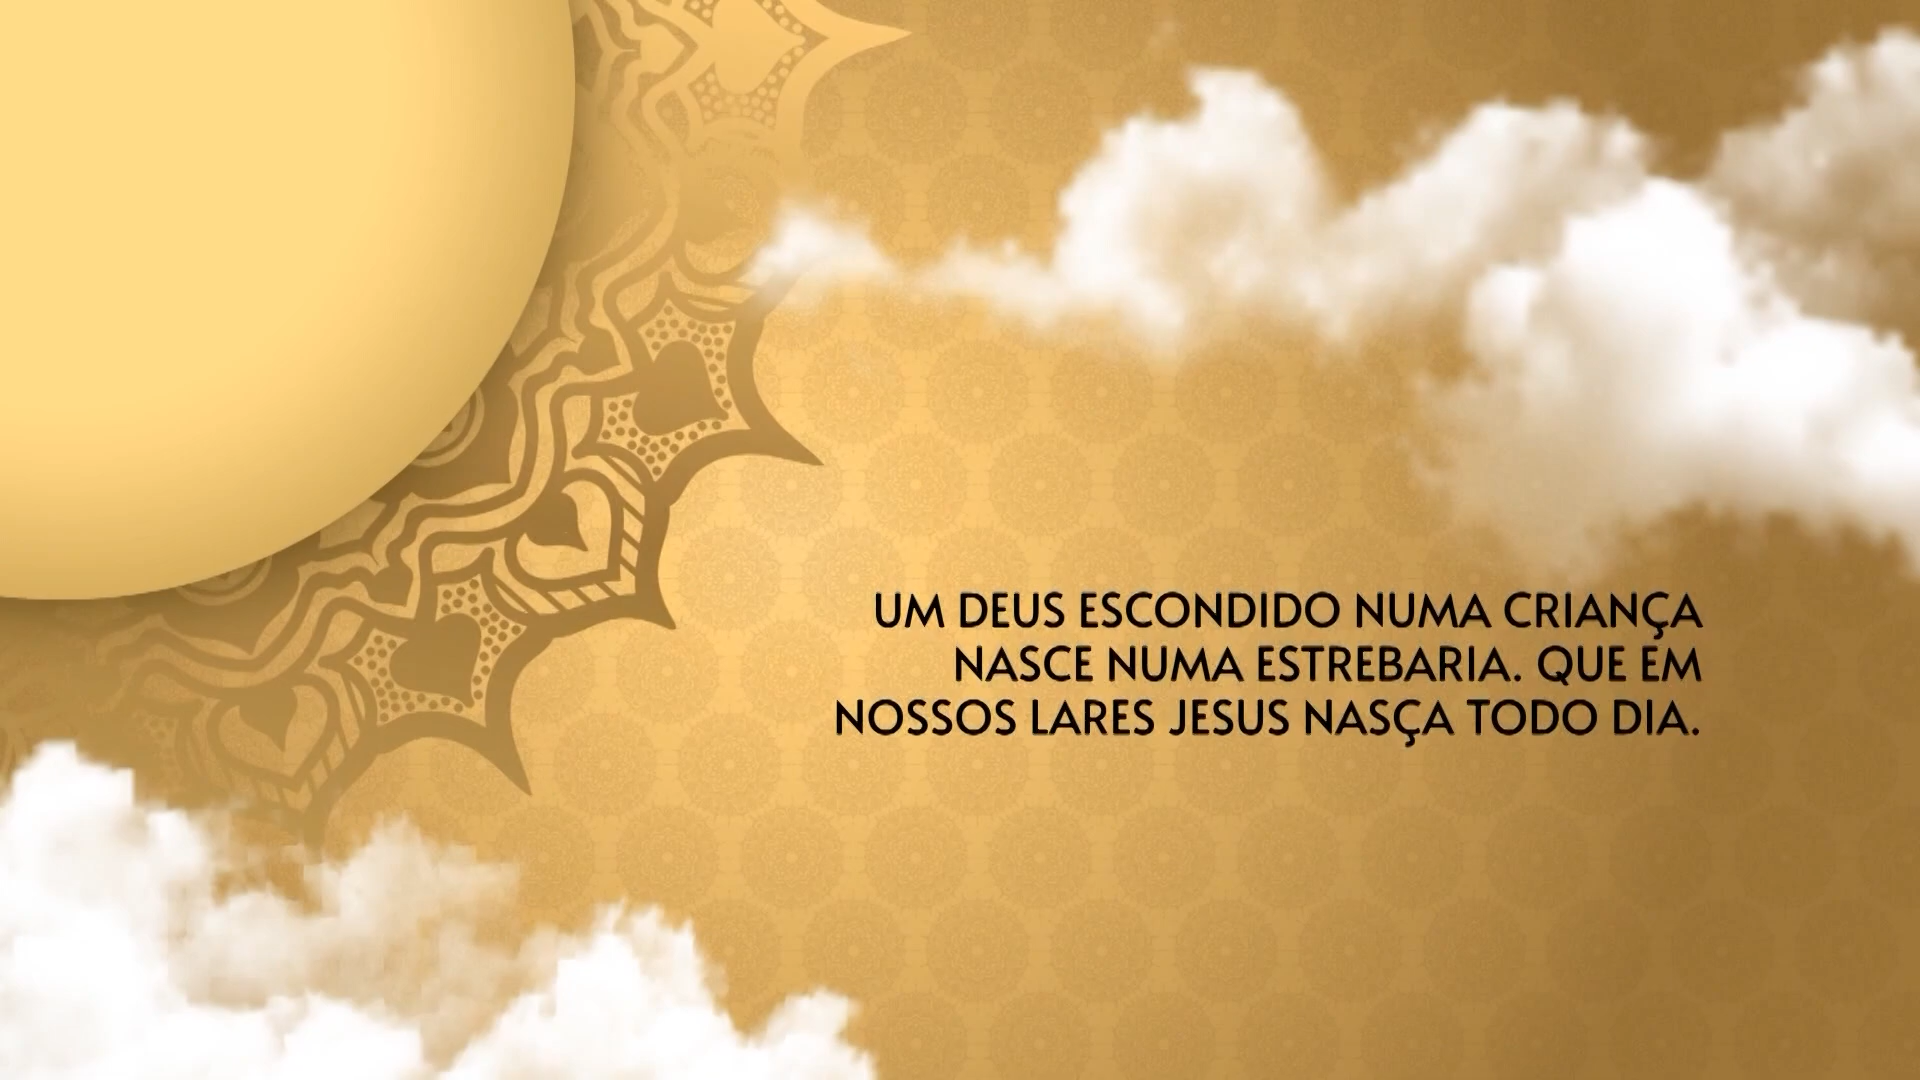 UM DEUS ESCONDIDO NUMA CRIANÇA
NASCE NUMA ESTREBARIA. QUE EM
NOSSOS LARES JESUS NASÇA TODO DIA.